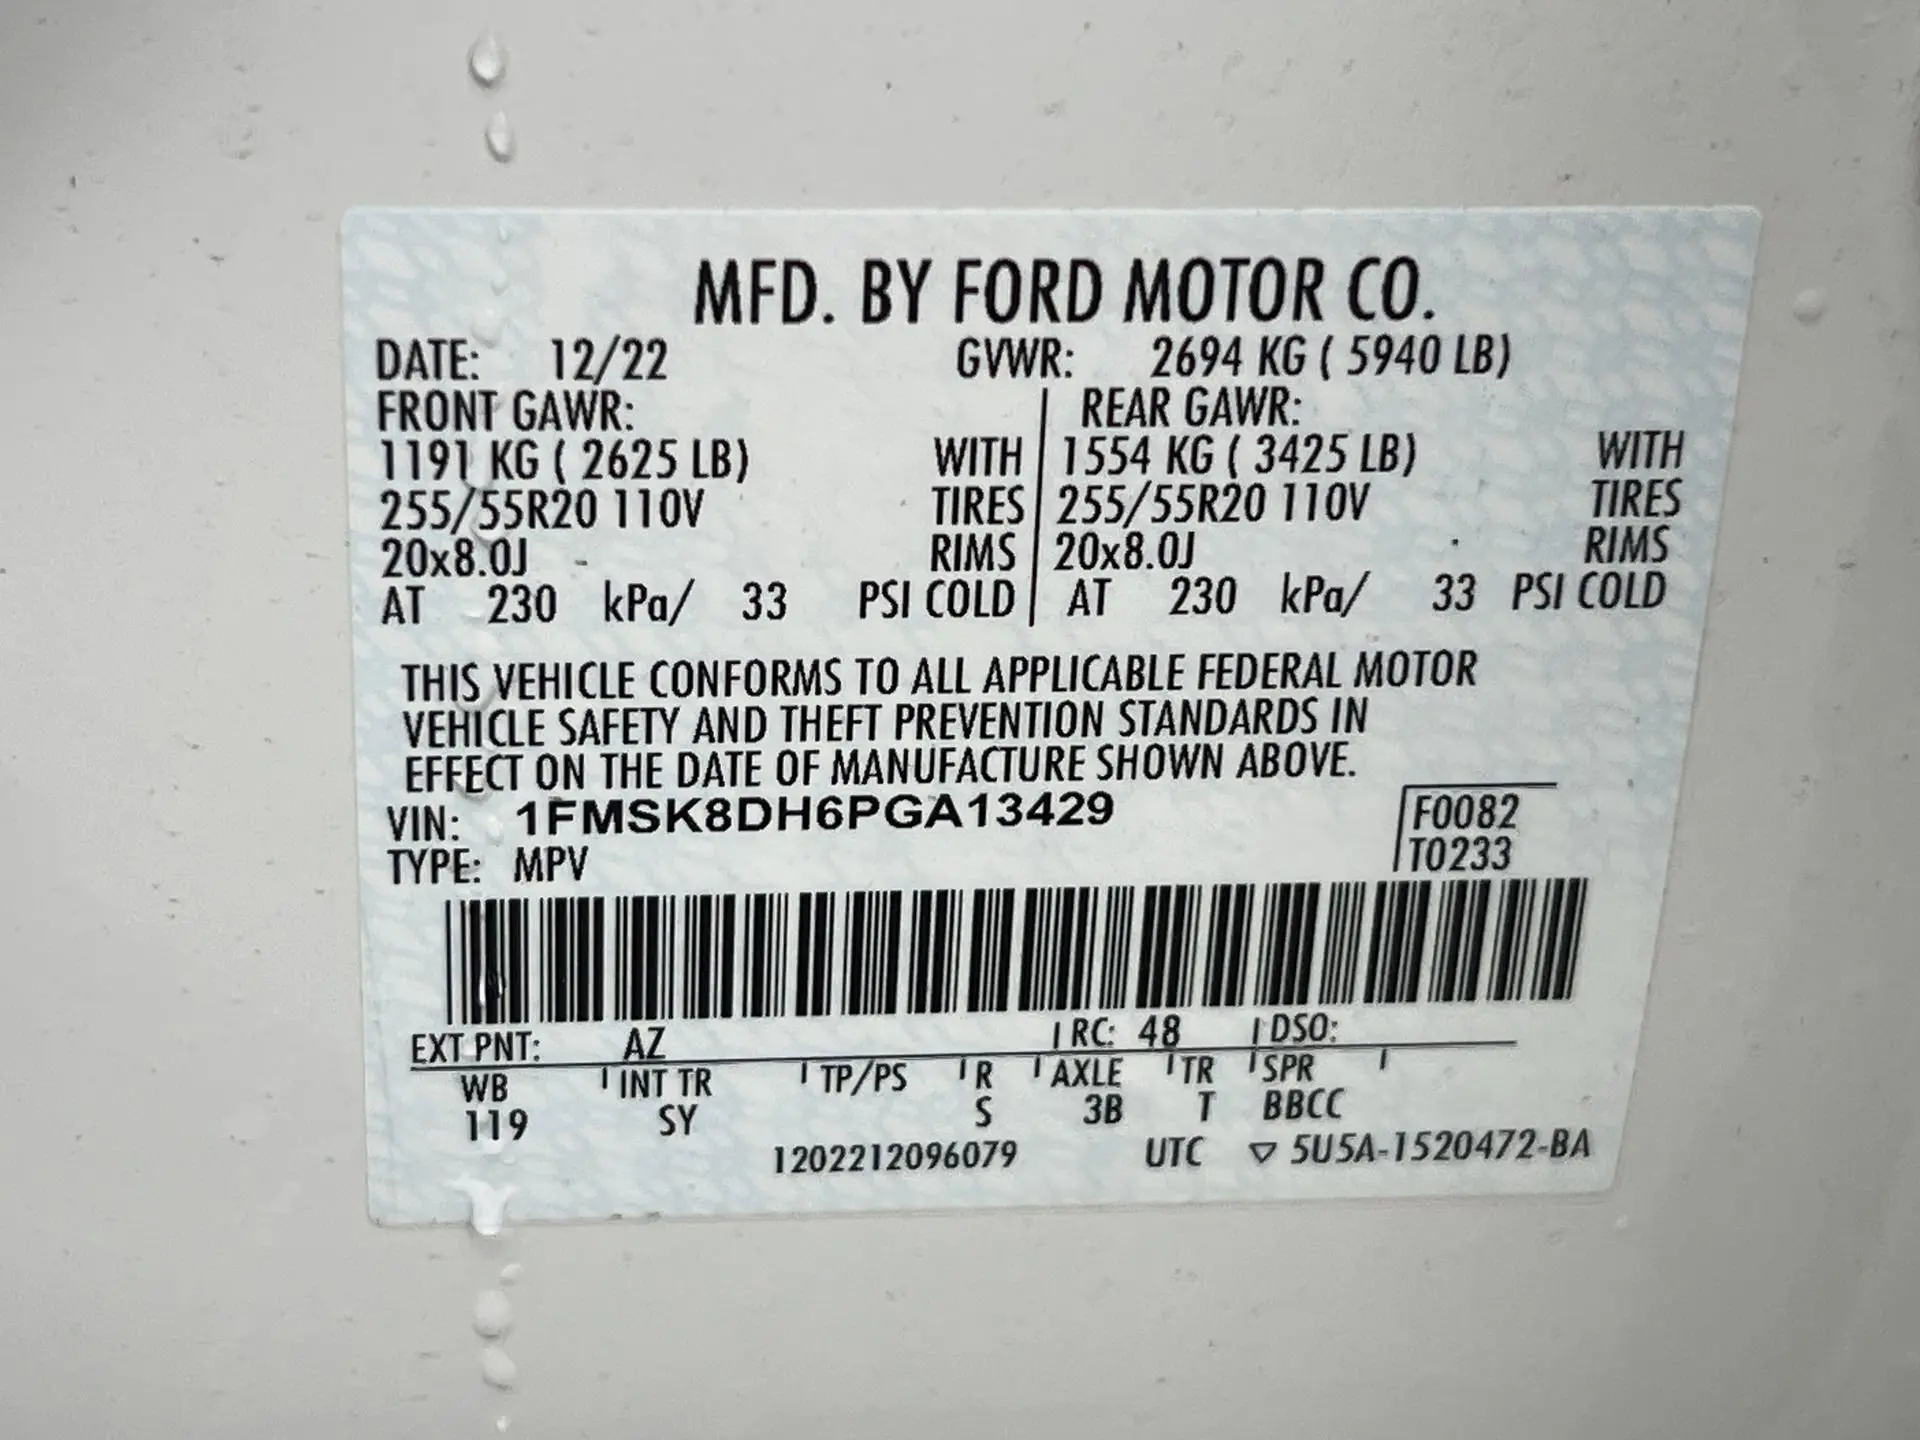 MFD. BY FORD MOTOR CO.
DATE: 12/22 GVWR: 2694 KG ( 5940 LB)
FRONT GAWR: REAR GAWR:
1191 KG ( 2625 LB) WITH 1554 KG ( 3425 LB) WITH
255/55R20 110V TIRES 255/55R20 110V TIRES
20x8.0J RIMS 20x8.0J RIMS
AT 230 kPa/ 33 PSI COLD AT 230 kPa/ 33 PSI COLD
THIS VEHICLE CONFORMS TO ALL APPLICABLE FEDERAL MOTOR
VEHICLE SAFETY AND THEFT PREVENTION STANDARDS IN
EFFECT ON THE DATE OF MANUFACTURE SHOWN ABOVE.
VIN: 1FMSK8DH6PGA13429 F0082
TYPE: MPV T0233
EXT PNT: AZ RC: 48 DSO:
WB INT TR TP/PS R AXLE TR SPR
119 SY S 3B T BBCC
1202212096079 UTC ▽ 5U5A-1520472-BA